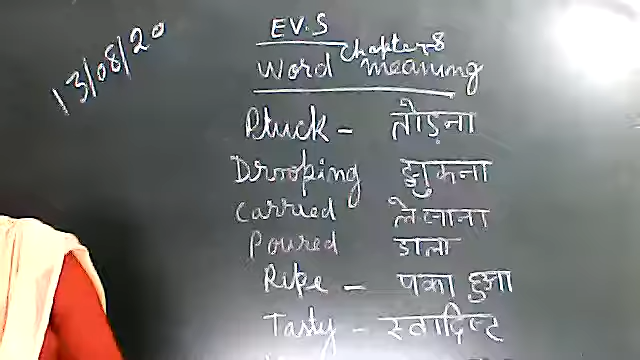 13/08/20
EV.S
Chapter-8
Word meaning
Pluck - तोड़ना
Drooping झुकना
Carried लेजाना
Poured डाला
Ripe - पका हुआ
Tasty - स्वादिष्ट